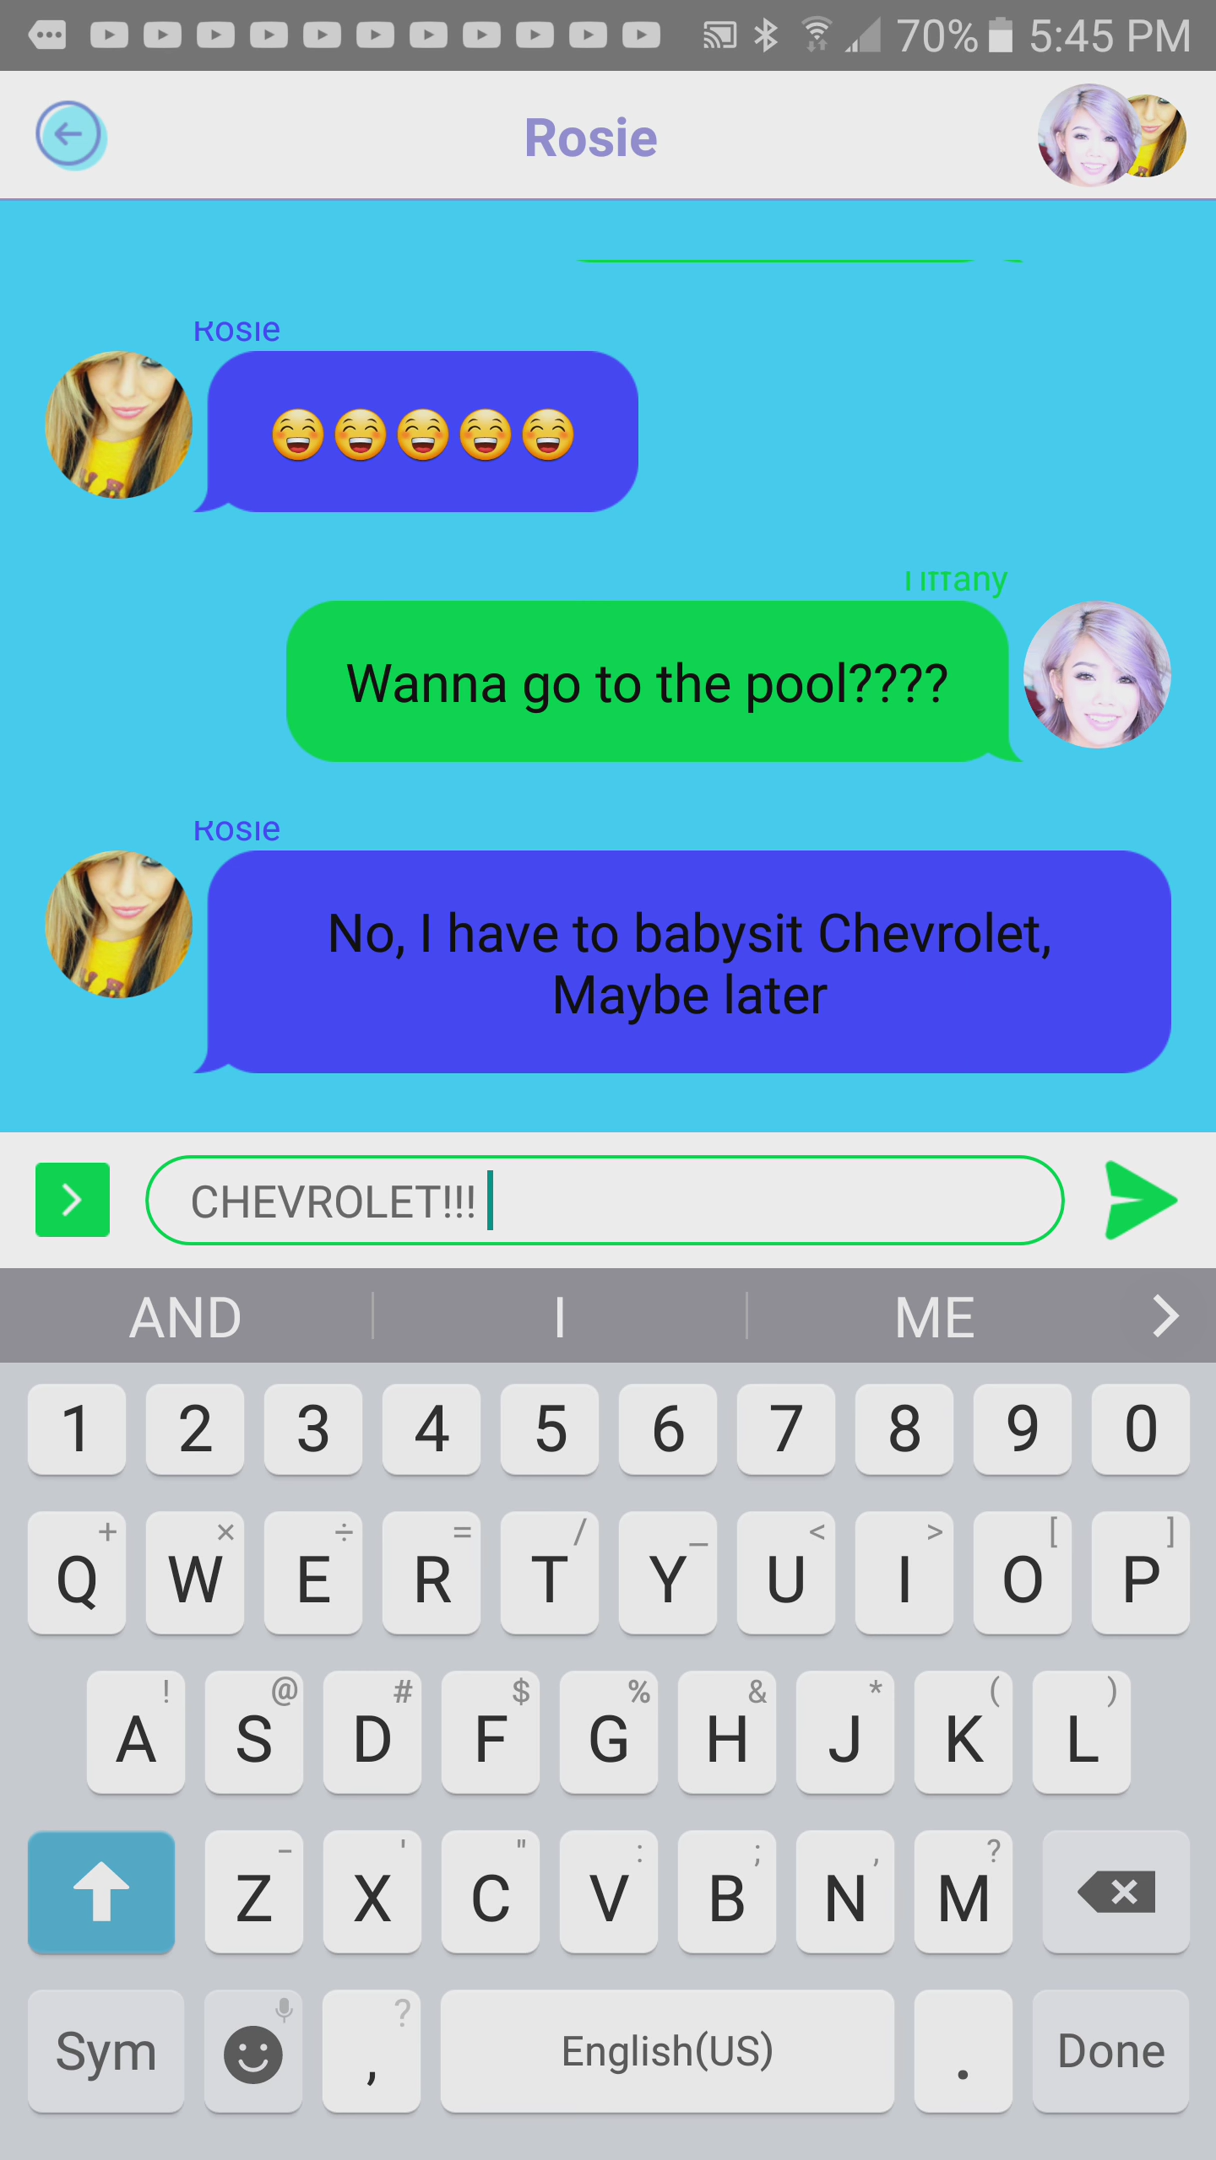 70% 5:45 PM
Rosie
Rosie
Tiffany
Wanna go to the pool????
Rosie
No, I have to babysit Chevrolet,
Maybe later
CHEVROLET!!!
AND I ME
1 2 3 4 5 6 7 8 9 0
+ × ÷ = / _ < > [ ]
Q W E R T Y U I O P
! @ # $ % & * ( )
A S D F G H J K L
- ' " : ; , ?
Z X C V B N M
Sym , ? English(US) . Done